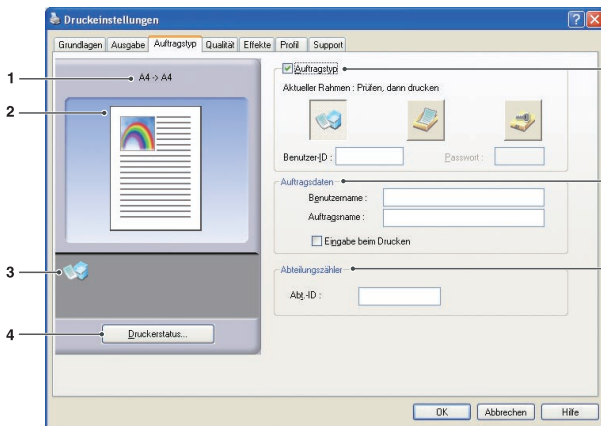 Druckeinstellungen
Grundlagen Ausgabe Auftragstyp Qualität Effekte Profil Support
1
A4 -> A4
2
3
4
Druckerstatus...
Auftragstyp
Aktueller Rahmen : Prüfen, dann drucken
Benutzer-ID :
Passwort :
Auftragsdaten
Benutzername :
Auftragsname :
Eingabe beim Drucken
Abteilungszähler
Abt.-ID :
OK Abbrechen Hilfe